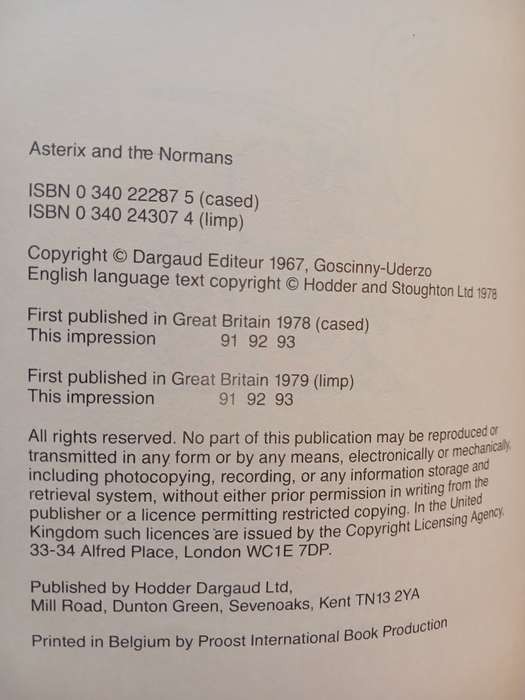 Asterix and the Normans
ISBN 0 340 22287 5 (cased)
ISBN 0 340 24307 4 (limp)
Copyright © Dargaud Editeur 1967, Goscinny-Uderzo
English language text copyright © Hodder and Stoughton Ltd 1978
First published in Great Britain 1978 (cased)
This impression 91 92 93
First published in Great Britain 1979 (limp)
This impression 91 92 93
All rights reserved. No part of this publication may be reproduced or
transmitted in any form or by any means, electronically or mechanically,
including photocopying, recording, or any information storage and
retrieval system, without either prior permission in writing from the
publisher or a licence permitting restricted copying. In the United
Kingdom such licences are issued by the Copyright Licensing Agency,
33-34 Alfred Place, London WC1E 7DP.
Published by Hodder Dargaud Ltd,
Mill Road, Dunton Green, Sevenoaks, Kent TN13 2YA
Printed in Belgium by Proost International Book Production